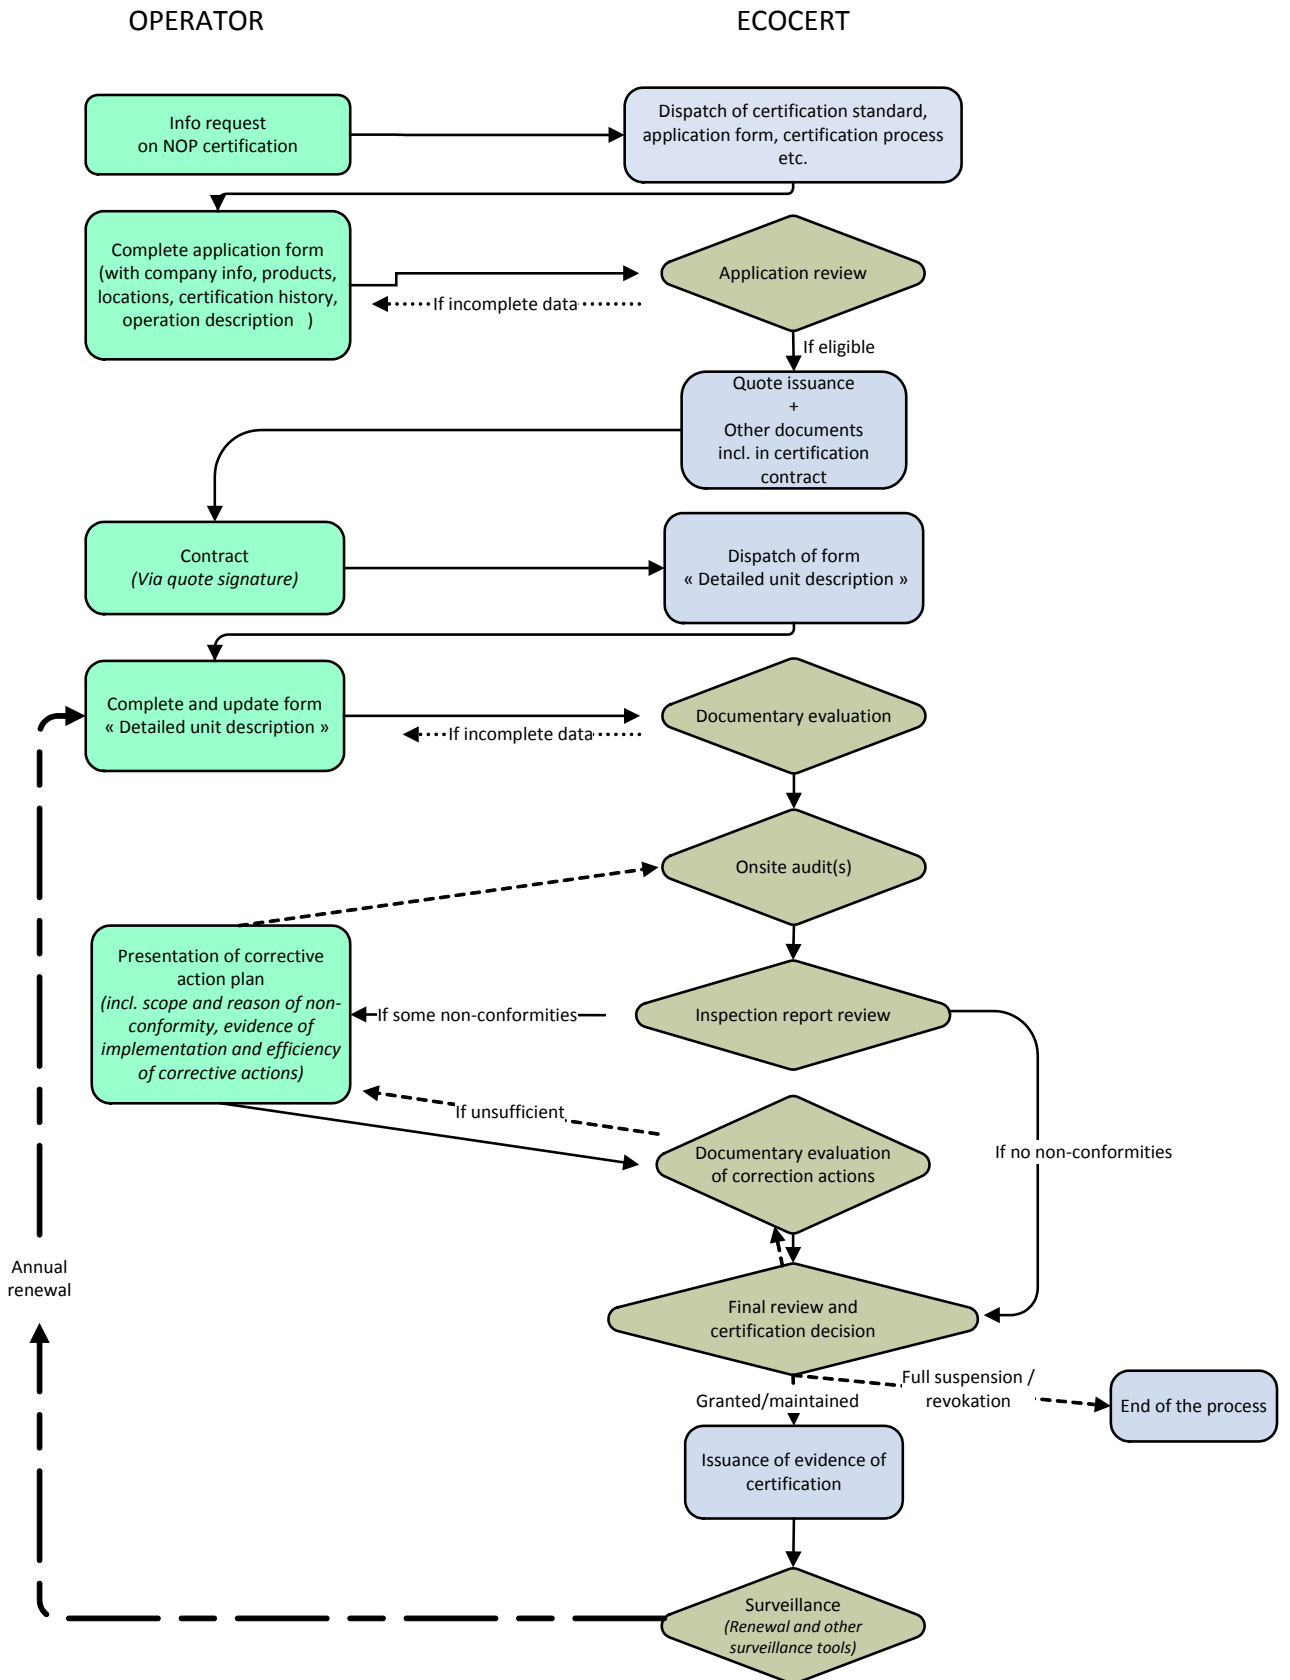 OPERATOR
ECOCERT
Info request
on NOP certification
Dispatch of certification standard,
application form, certification process
etc.
Complete application form
(with company info, products,
locations, certification history,
operation description )
Application review
If incomplete data
If eligible
Quote issuance
+
Other documents
incl. in certification
contract
Contract
(Via quote signature)
Dispatch of form
« Detailed unit description »
Complete and update form
« Detailed unit description »
Documentary evaluation
If incomplete data
Onsite audit(s)
Presentation of corrective
action plan
(incl. scope and reason of non-
conformity, evidence of
implementation and efficiency
of corrective actions)
If some non-conformities
Inspection report review
If unsufficient
Documentary evaluation
of correction actions
If no non-conformities
Annual
renewal
Final review and
certification decision
Full suspension /
revokation
Granted/maintained
End of the process
Issuance of evidence of
certification
Surveillance
(Renewal and other
surveillance tools)